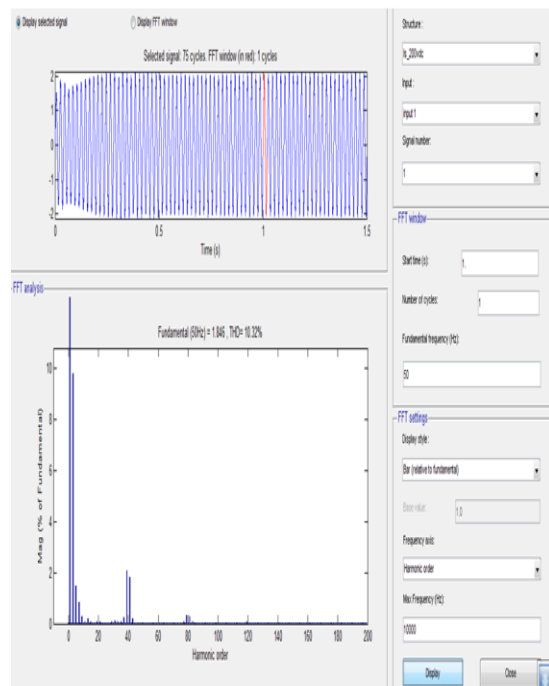 Display selected signal
Display FFT window
Selected signal: 75 cycles. FFT window (in red): 1 cycles
2
1
0
-1
-2
0
0.5
1
1.5
Time (s)
FFT analysis
Fundamental (50Hz) = 1.846 , THD= 10.32%
10
8
6
4
2
0
Mag (% of Fundamental)
0 20 40 60 80 100 120 140 160 180 200
Harmonic order
Structure :
Is_200vdc
Input :
input 1
Signal number:
1
FFT window
Start time (s): 1.
Number of cycles: 1
Fundamental frequency (Hz):
50
FFT settings
Display style :
Bar (relative to fundamental)
Base value: 1.0
Frequency axis:
Harmonic order
Max Frequency (Hz):
10000
Display
Close